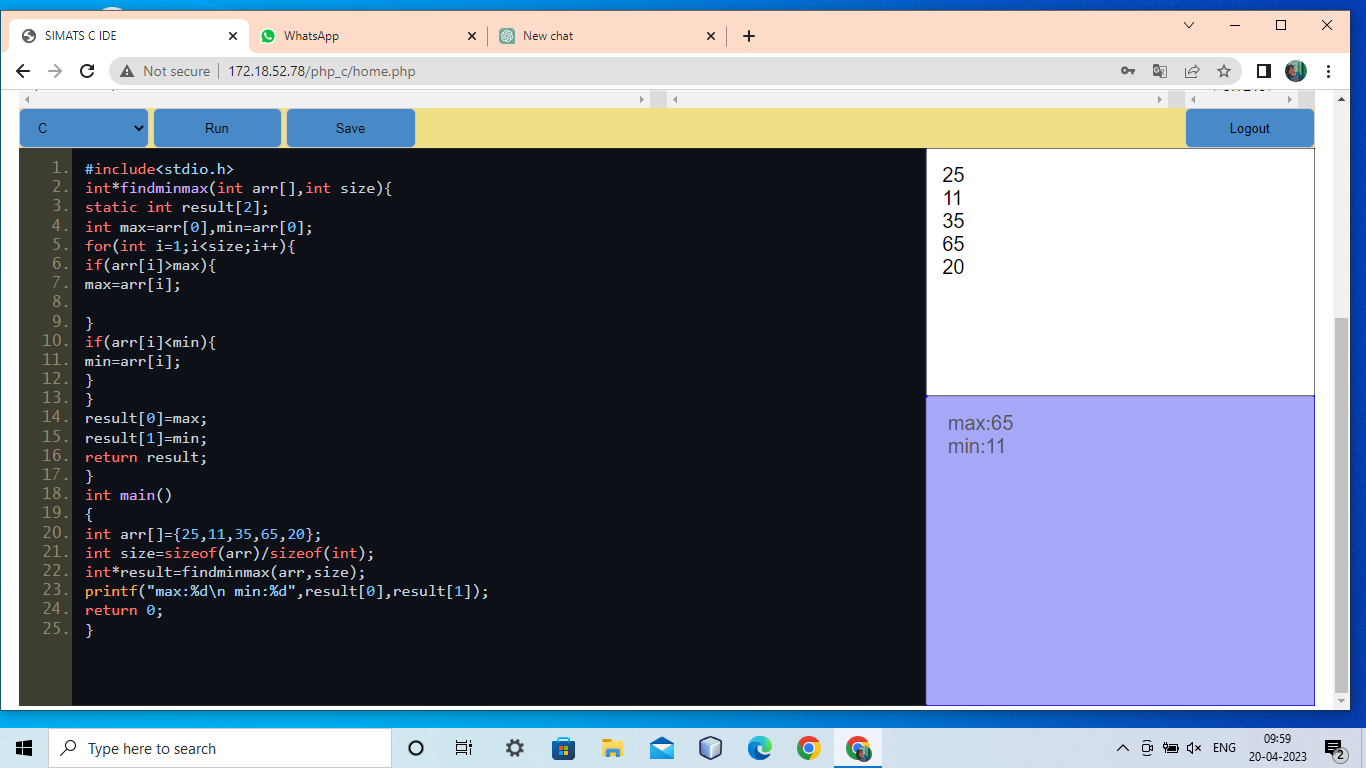 SIMATS C IDE
WhatsApp
New chat
Not secure
172.18.52.78/php_c/home.php
C
Run
Save
Logout
1. #include<stdio.h>
2. int*findminmax(int arr[],int size){
3. static int result[2];
4. int max=arr[0],min=arr[0];
5. for(int i=1;i<size;i++){
6. if(arr[i]>max){
7. max=arr[i];
8.
9. }
10. if(arr[i]<min){
11. min=arr[i];
12. }
13. }
14. result[0]=max;
15. result[1]=min;
16. return result;
17. }
18. int main()
19. {
20. int arr[]={25,11,35,65,20};
21. int size=sizeof(arr)/sizeof(int);
22. int*result=findminmax(arr,size);
23. printf("max:%d\n min:%d",result[0],result[1]);
24. return 0;
25. }
25
11
35
65
20
max:65
min:11
Type here to search
ENG
09:59
20-04-2023
2